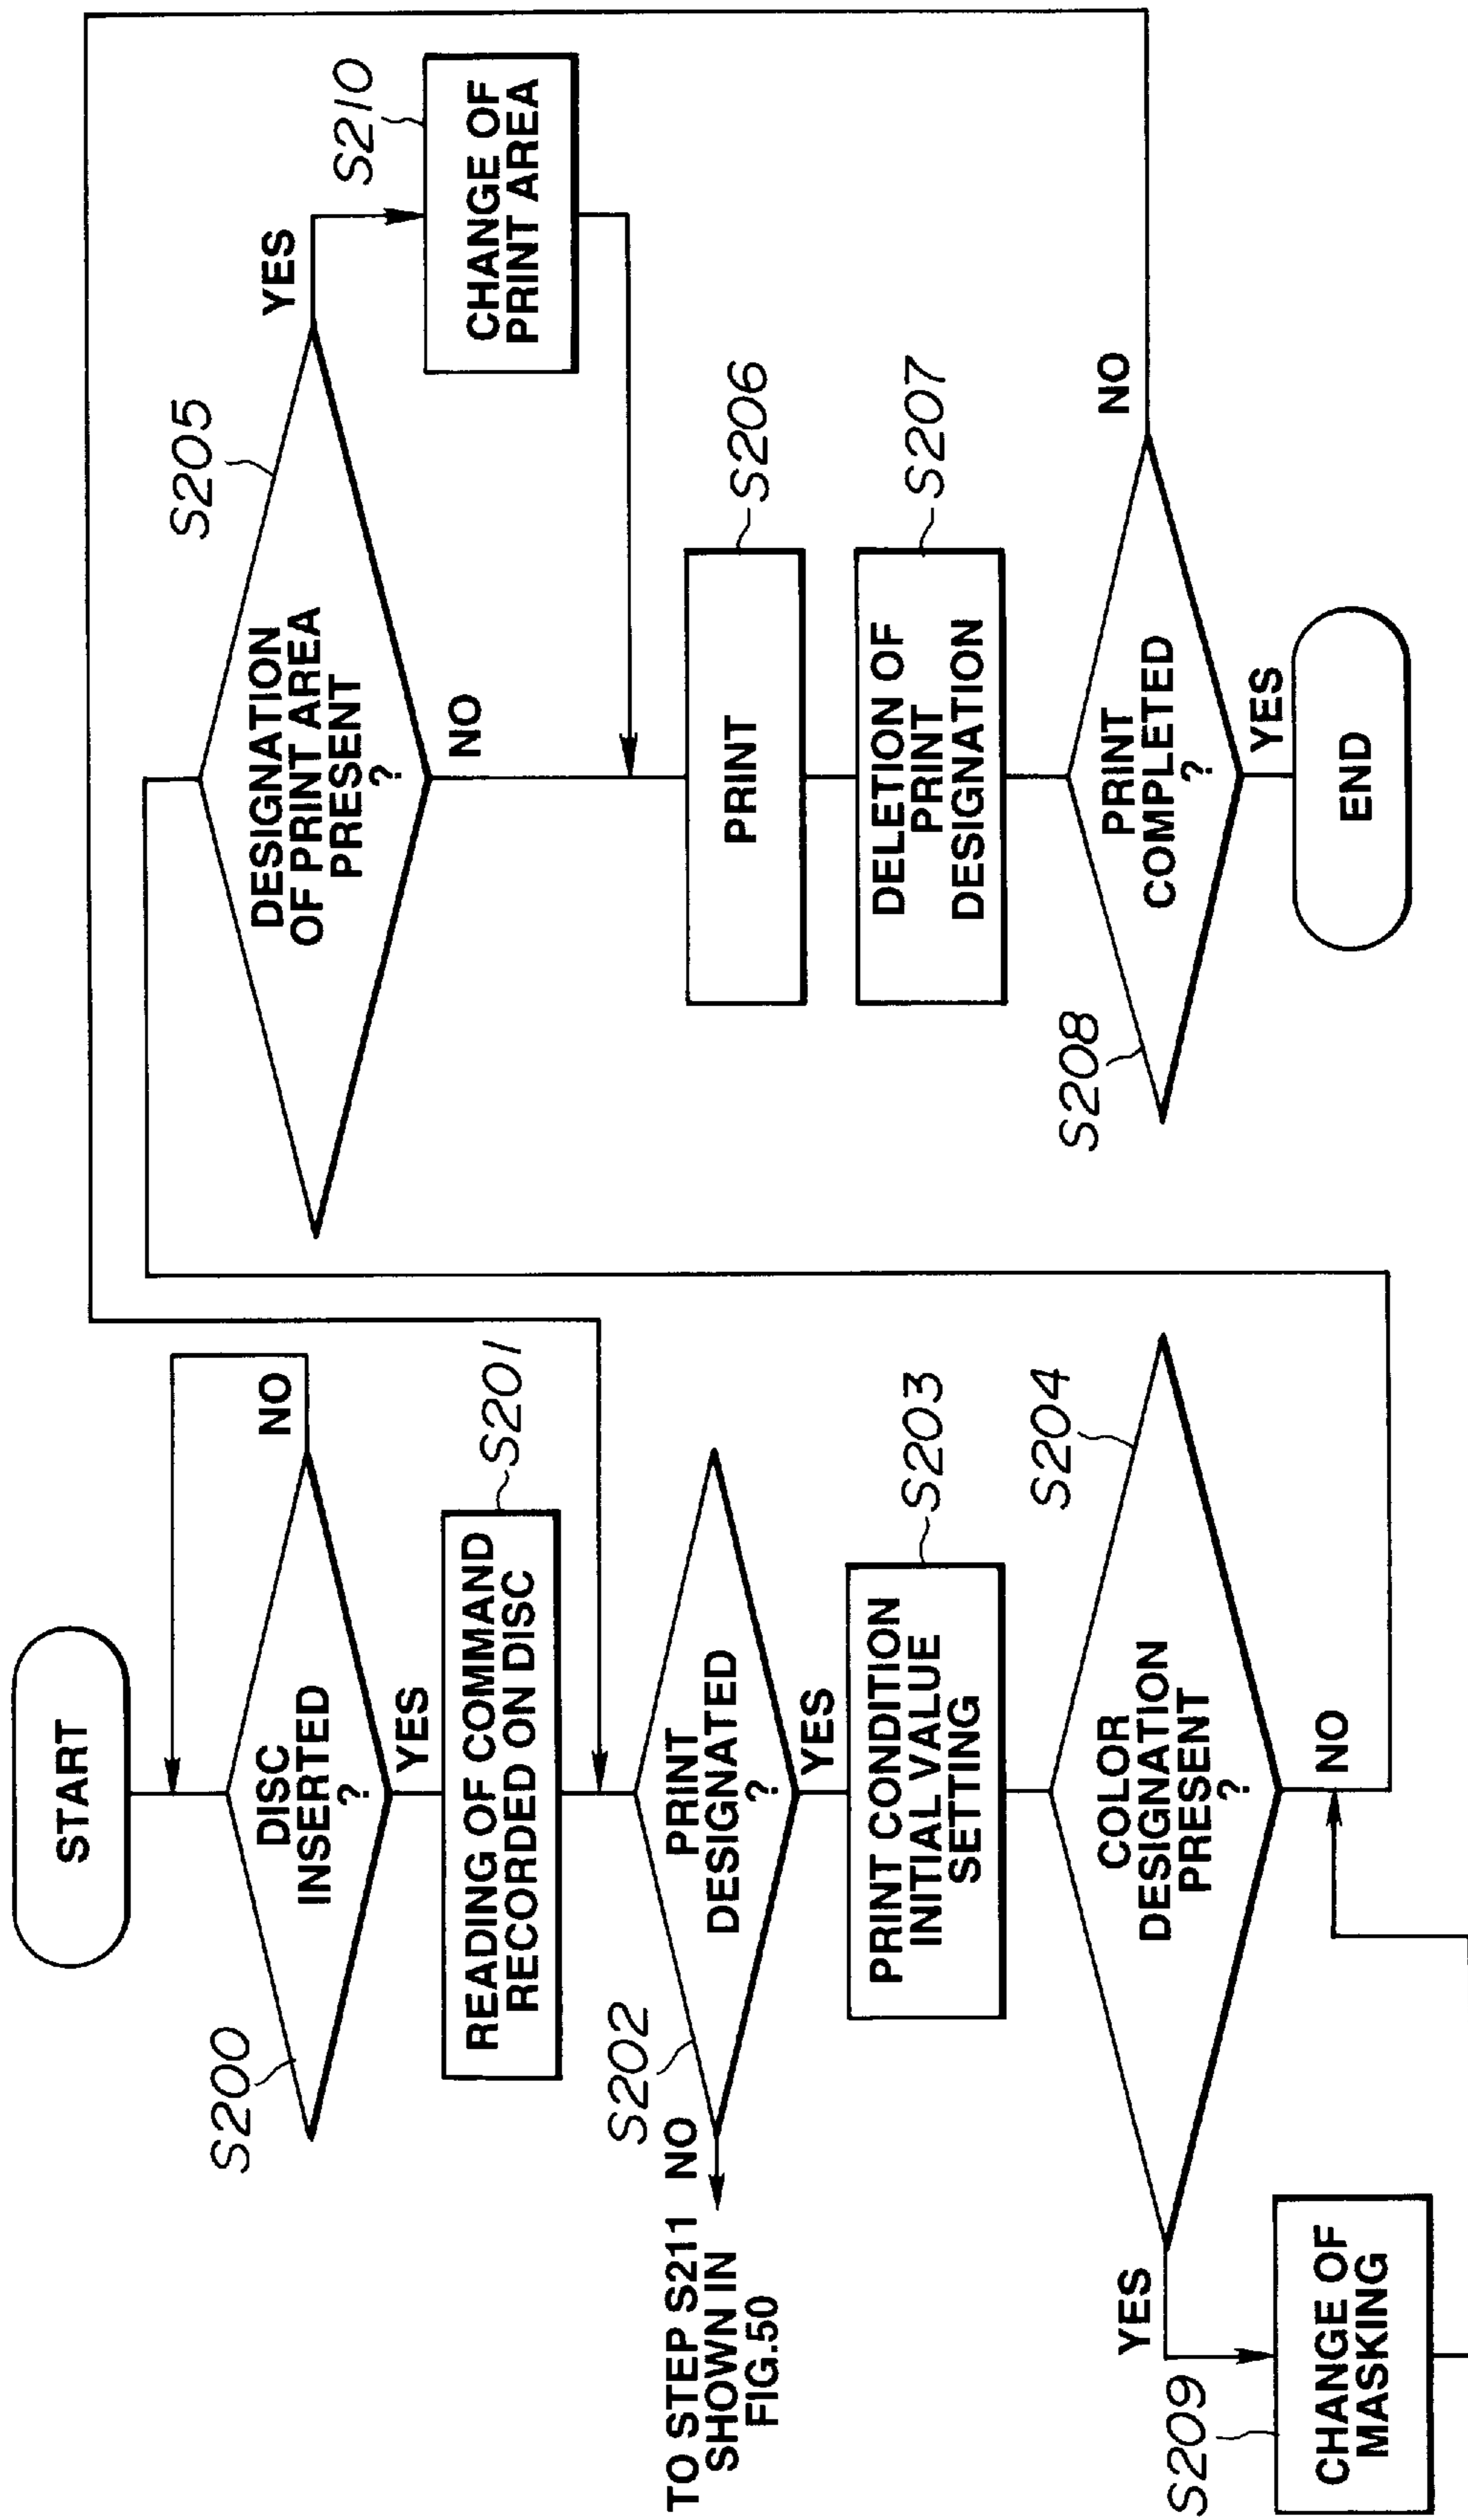 START
S200
DISC
INSERTED
?
NO
YES
READING OF COMMAND
RECORDED ON DISC
S201
S202
PRINT
DESIGNATED
?
NO
TO STEP S211
SHOWN IN
FIG.50
YES
PRINT CONDITION
INITIAL VALUE
SETTING
S203
COLOR
DESIGNATION
PRESENT
?
S204
YES
S209
CHANGE OF
MASKING
NO
S205
DESIGNATION
OF PRINT AREA
PRESENT
?
YES
S210
CHANGE OF
PRINT AREA
NO
PRINT
S206
DELETION OF
PRINT
DESIGNATION
S207
S208
PRINT
COMPLETED
?
NO
YES
END